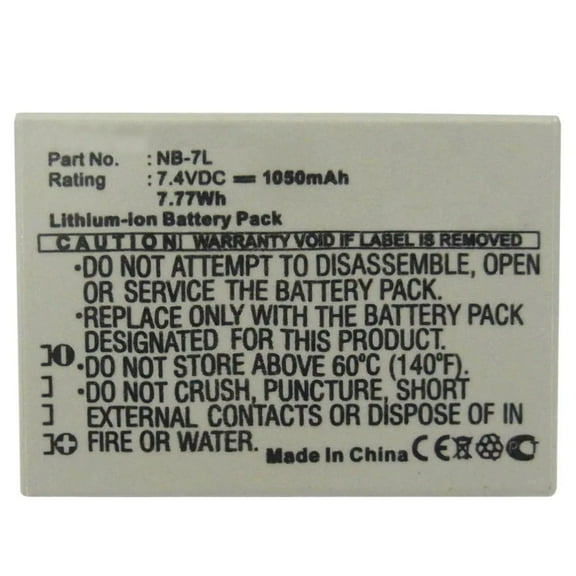 Part No. : NB-7L
Rating : 7.4VDC ⎓ 1050mAh
7.77Wh
Lithium-ion Battery Pack
CAUTION! WARRANTY VOID IF LABEL IS REMOVED
•DO NOT ATTEMPT TO DISASSEMBLE, OPEN
OR SERVICE THE BATTERY PACK.
•REPLACE ONLY WITH THE BATTERY PACK
DESIGNATED FOR THIS PRODUCT.
•DO NOT STORE ABOVE 60°C (140°F).
•DO NOT CRUSH, PUNCTURE, SHORT
EXTERNAL CONTACTS OR DISPOSE OF IN
FIRE OR WATER.
Made In China CE